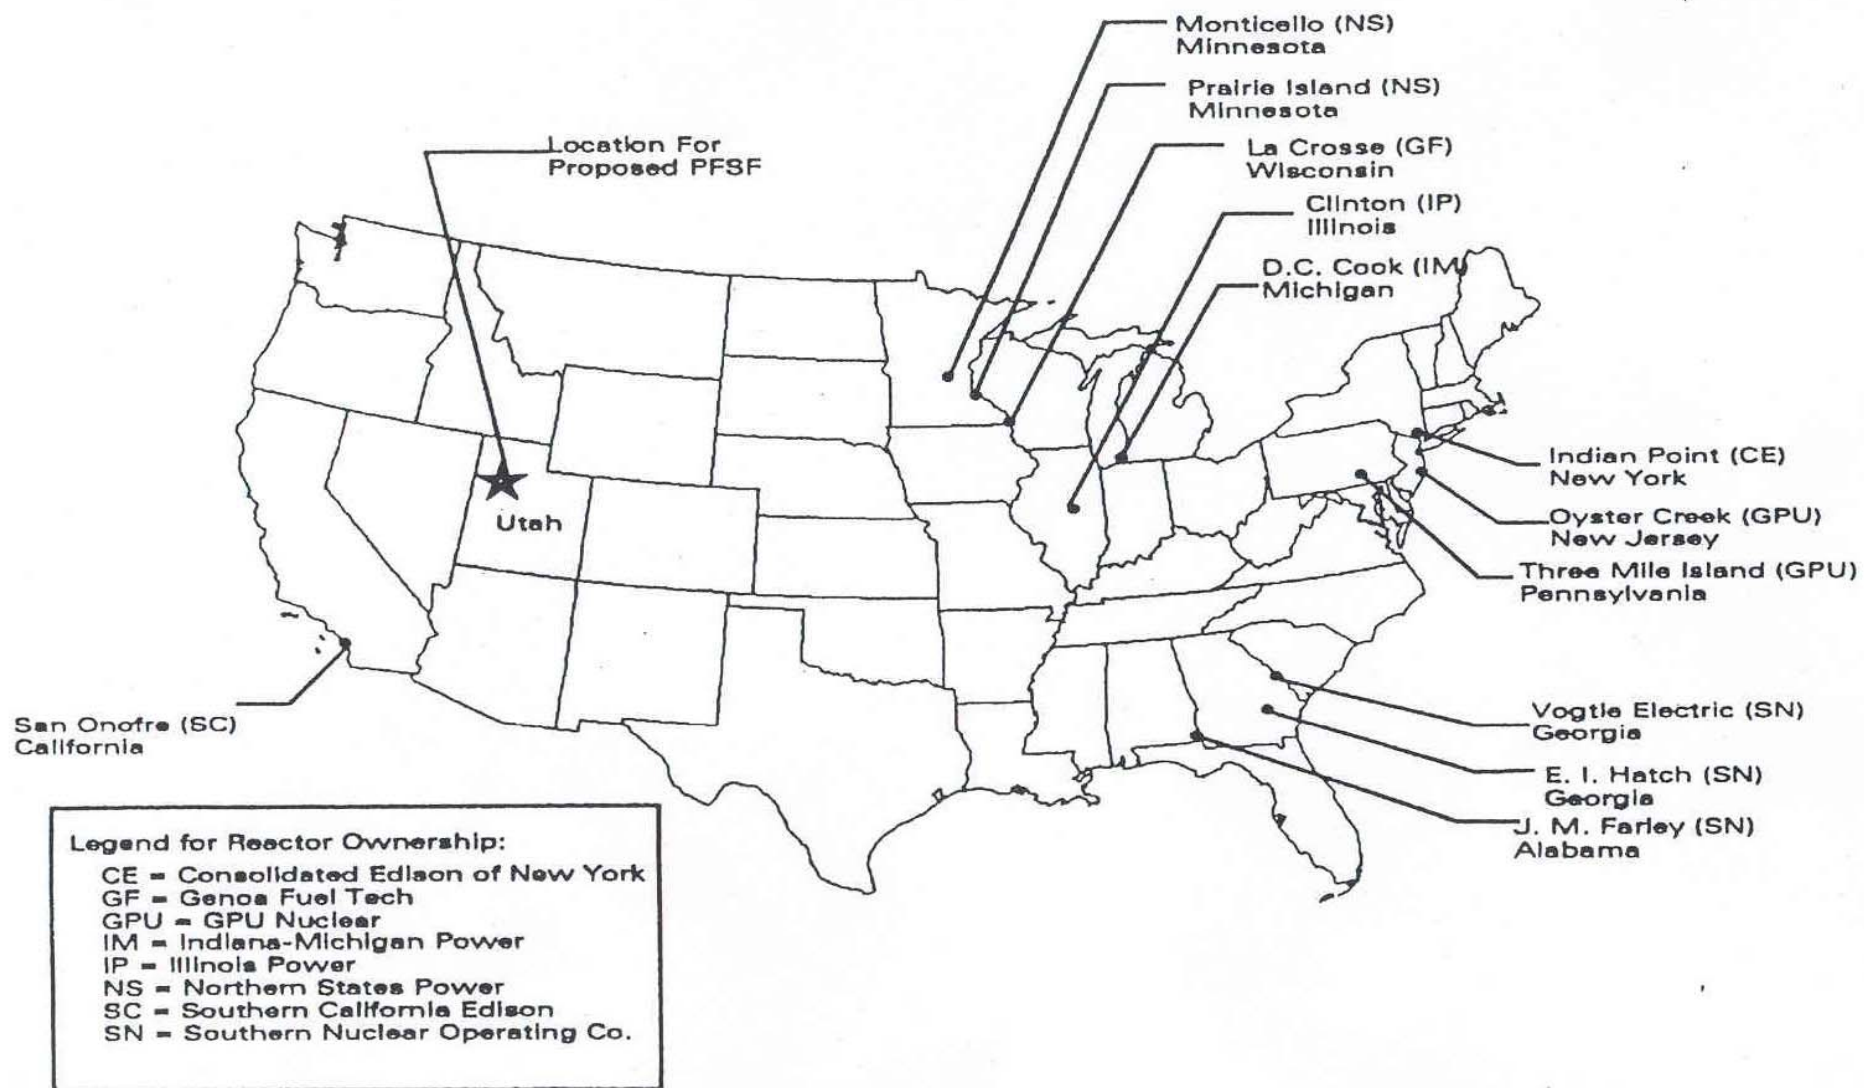 Monticello (NS)
Minnesota
Prairie Island (NS)
Minnesota
Location For
Proposed PFSF
La Crosse (GF)
Wisconsin
Clinton (IP)
Illinois
D.C. Cook (IM)
Michigan
Indian Point (CE)
New York
Utah
Oyster Creek (GPU)
New Jersey
Three Mile Island (GPU)
Pennsylvania
San Onofre (SC)
California
Vogtle Electric (SN)
Georgia
E. I. Hatch (SN)
Georgia
J. M. Farley (SN)
Alabama
Legend for Reactor Ownership:
CE = Consolidated Edison of New York
GF = Genoa Fuel Tech
GPU = GPU Nuclear
IM = Indiana-Michigan Power
IP = Illinois Power
NS = Northern States Power
SC = Southern California Edison
SN = Southern Nuclear Operating Co.